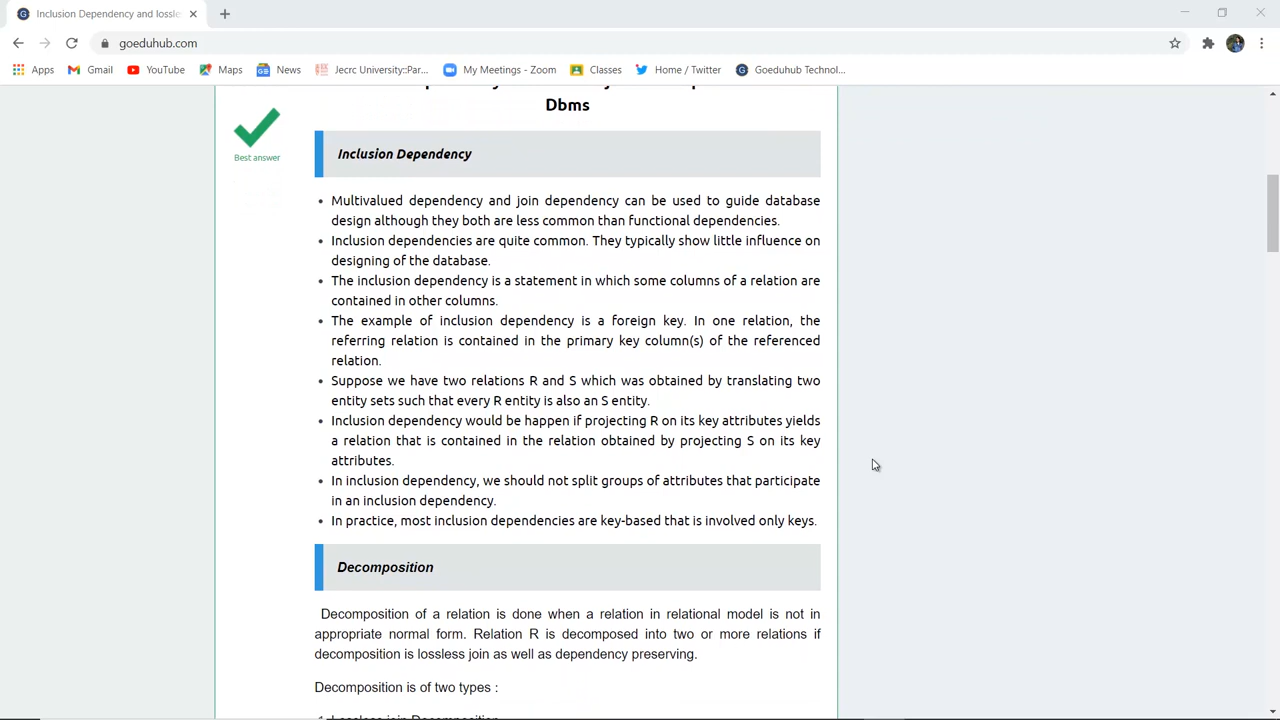 Inclusion Dependency and lossle
goeduhub.com
Apps
Gmail
YouTube
Maps
News
Jecrc University::Par...
My Meetings - Zoom
Classes
Home / Twitter
Goeduhub Technol...
Dbms
Best answer
Inclusion Dependency
• Multivalued dependency and join dependency can be used to guide database
design although they both are less common than functional dependencies.
• Inclusion dependencies are quite common. They typically show little influence on
designing of the database.
• The inclusion dependency is a statement in which some columns of a relation are
contained in other columns.
• The example of inclusion dependency is a foreign key. In one relation, the
referring relation is contained in the primary key column(s) of the referenced
relation.
• Suppose we have two relations R and S which was obtained by translating two
entity sets such that every R entity is also an S entity.
• Inclusion dependency would be happen if projecting R on its key attributes yields
a relation that is contained in the relation obtained by projecting S on its key
attributes.
• In inclusion dependency, we should not split groups of attributes that participate
in an inclusion dependency.
• In practice, most inclusion dependencies are key-based that is involved only keys.
Decomposition
Decomposition of a relation is done when a relation in relational model is not in
appropriate normal form. Relation R is decomposed into two or more relations if
decomposition is lossless join as well as dependency preserving.
Decomposition is of two types :